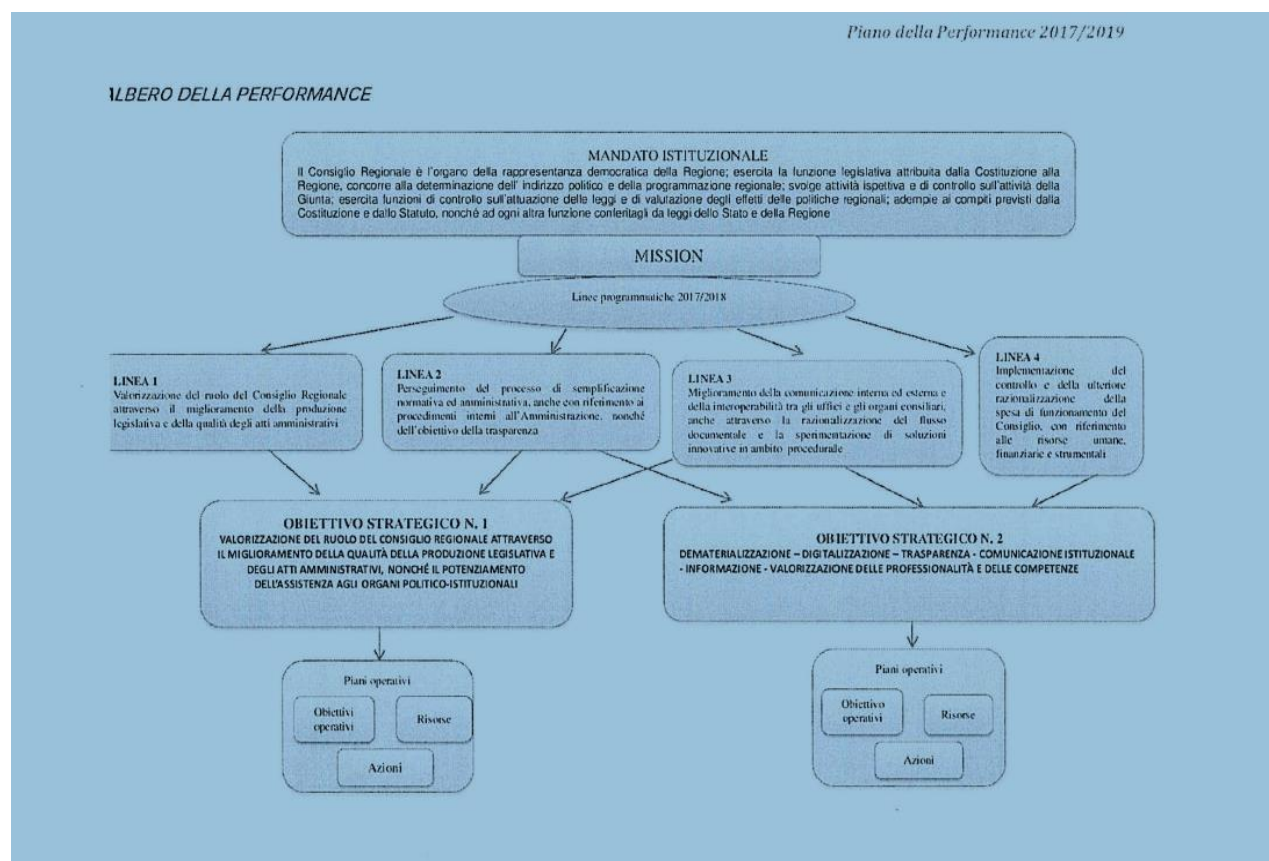 Piano della Performance 2017/2019
LBERO DELLA PERFORMANCE
MANDATO ISTITUZIONALE
Il Consiglio Regionale è l'organo della rappresentanza democratica della Regione; esercita la funzione legislativa attribuita dalla Costituzione alla
Regione, concorre alla determinazione dell' indirizzo politico e della programmazione regionale; svolge attività ispettiva e di controllo sull'attività della
Giunta; esercita funzioni di controllo sull'attuazione delle leggi e di valutazione degli effetti delle politiche regionali; adempie ai compiti previsti dalla
Costituzione e dallo Statuto, nonché ad ogni altra funzione conferitagli da leggi dello Stato e della Regione
MISSION
Linee programmatiche 2017/2018
LINEA 1
Valorizzazione del ruolo del Consiglio Regionale
attraverso il miglioramento della produzione
legislativa e della qualità degli atti amministrativi
LINEA 2
Perseguimento del processo di semplificazione
normativa ed amministrativa, anche con riferimento ai
procedimenti interni all'Amministrazione, nonché
dell'obiettivo della trasparenza
LINEA 3
Miglioramento della comunicazione interna ed esterna e
della interoperabilità tra gli uffici e gli organi consiliari,
anche attraverso la razionalizzazione del flusso
documentale e la sperimentazione di soluzioni
innovative in ambito procedurale
LINEA 4
Implementazione del
controllo e della ulteriore
razionalizzazione della
spesa di funzionamento del
Consiglio, con riferimento
alle risorse umane,
finanziarie e strumentali
OBIETTIVO STRATEGICO N. 1
VALORIZZAZIONE DEL RUOLO DEL CONSIGLIO REGIONALE ATTRAVERSO
IL MIGLIORAMENTO DELLA QUALITÀ DELLA PRODUZIONE LEGISLATIVA E
DEGLI ATTI AMMINISTRATIVI, NONCHÉ IL POTENZIAMENTO
DELL'ASSISTENZA AGLI ORGANI POLITICO-ISTITUZIONALI
OBIETTIVO STRATEGICO N. 2
DEMATERIALIZZAZIONE – DIGITALIZZAZIONE – TRASPARENZA - COMUNICAZIONE ISTITUZIONALE
- INFORMAZIONE - VALORIZZAZIONE DELLE PROFESSIONALITÀ E DELLE COMPETENZE
Piani operativi
Obiettivi
operativi
Risorse
Azioni
Piani operativi
Obiettivo
operativi
Risorse
Azioni